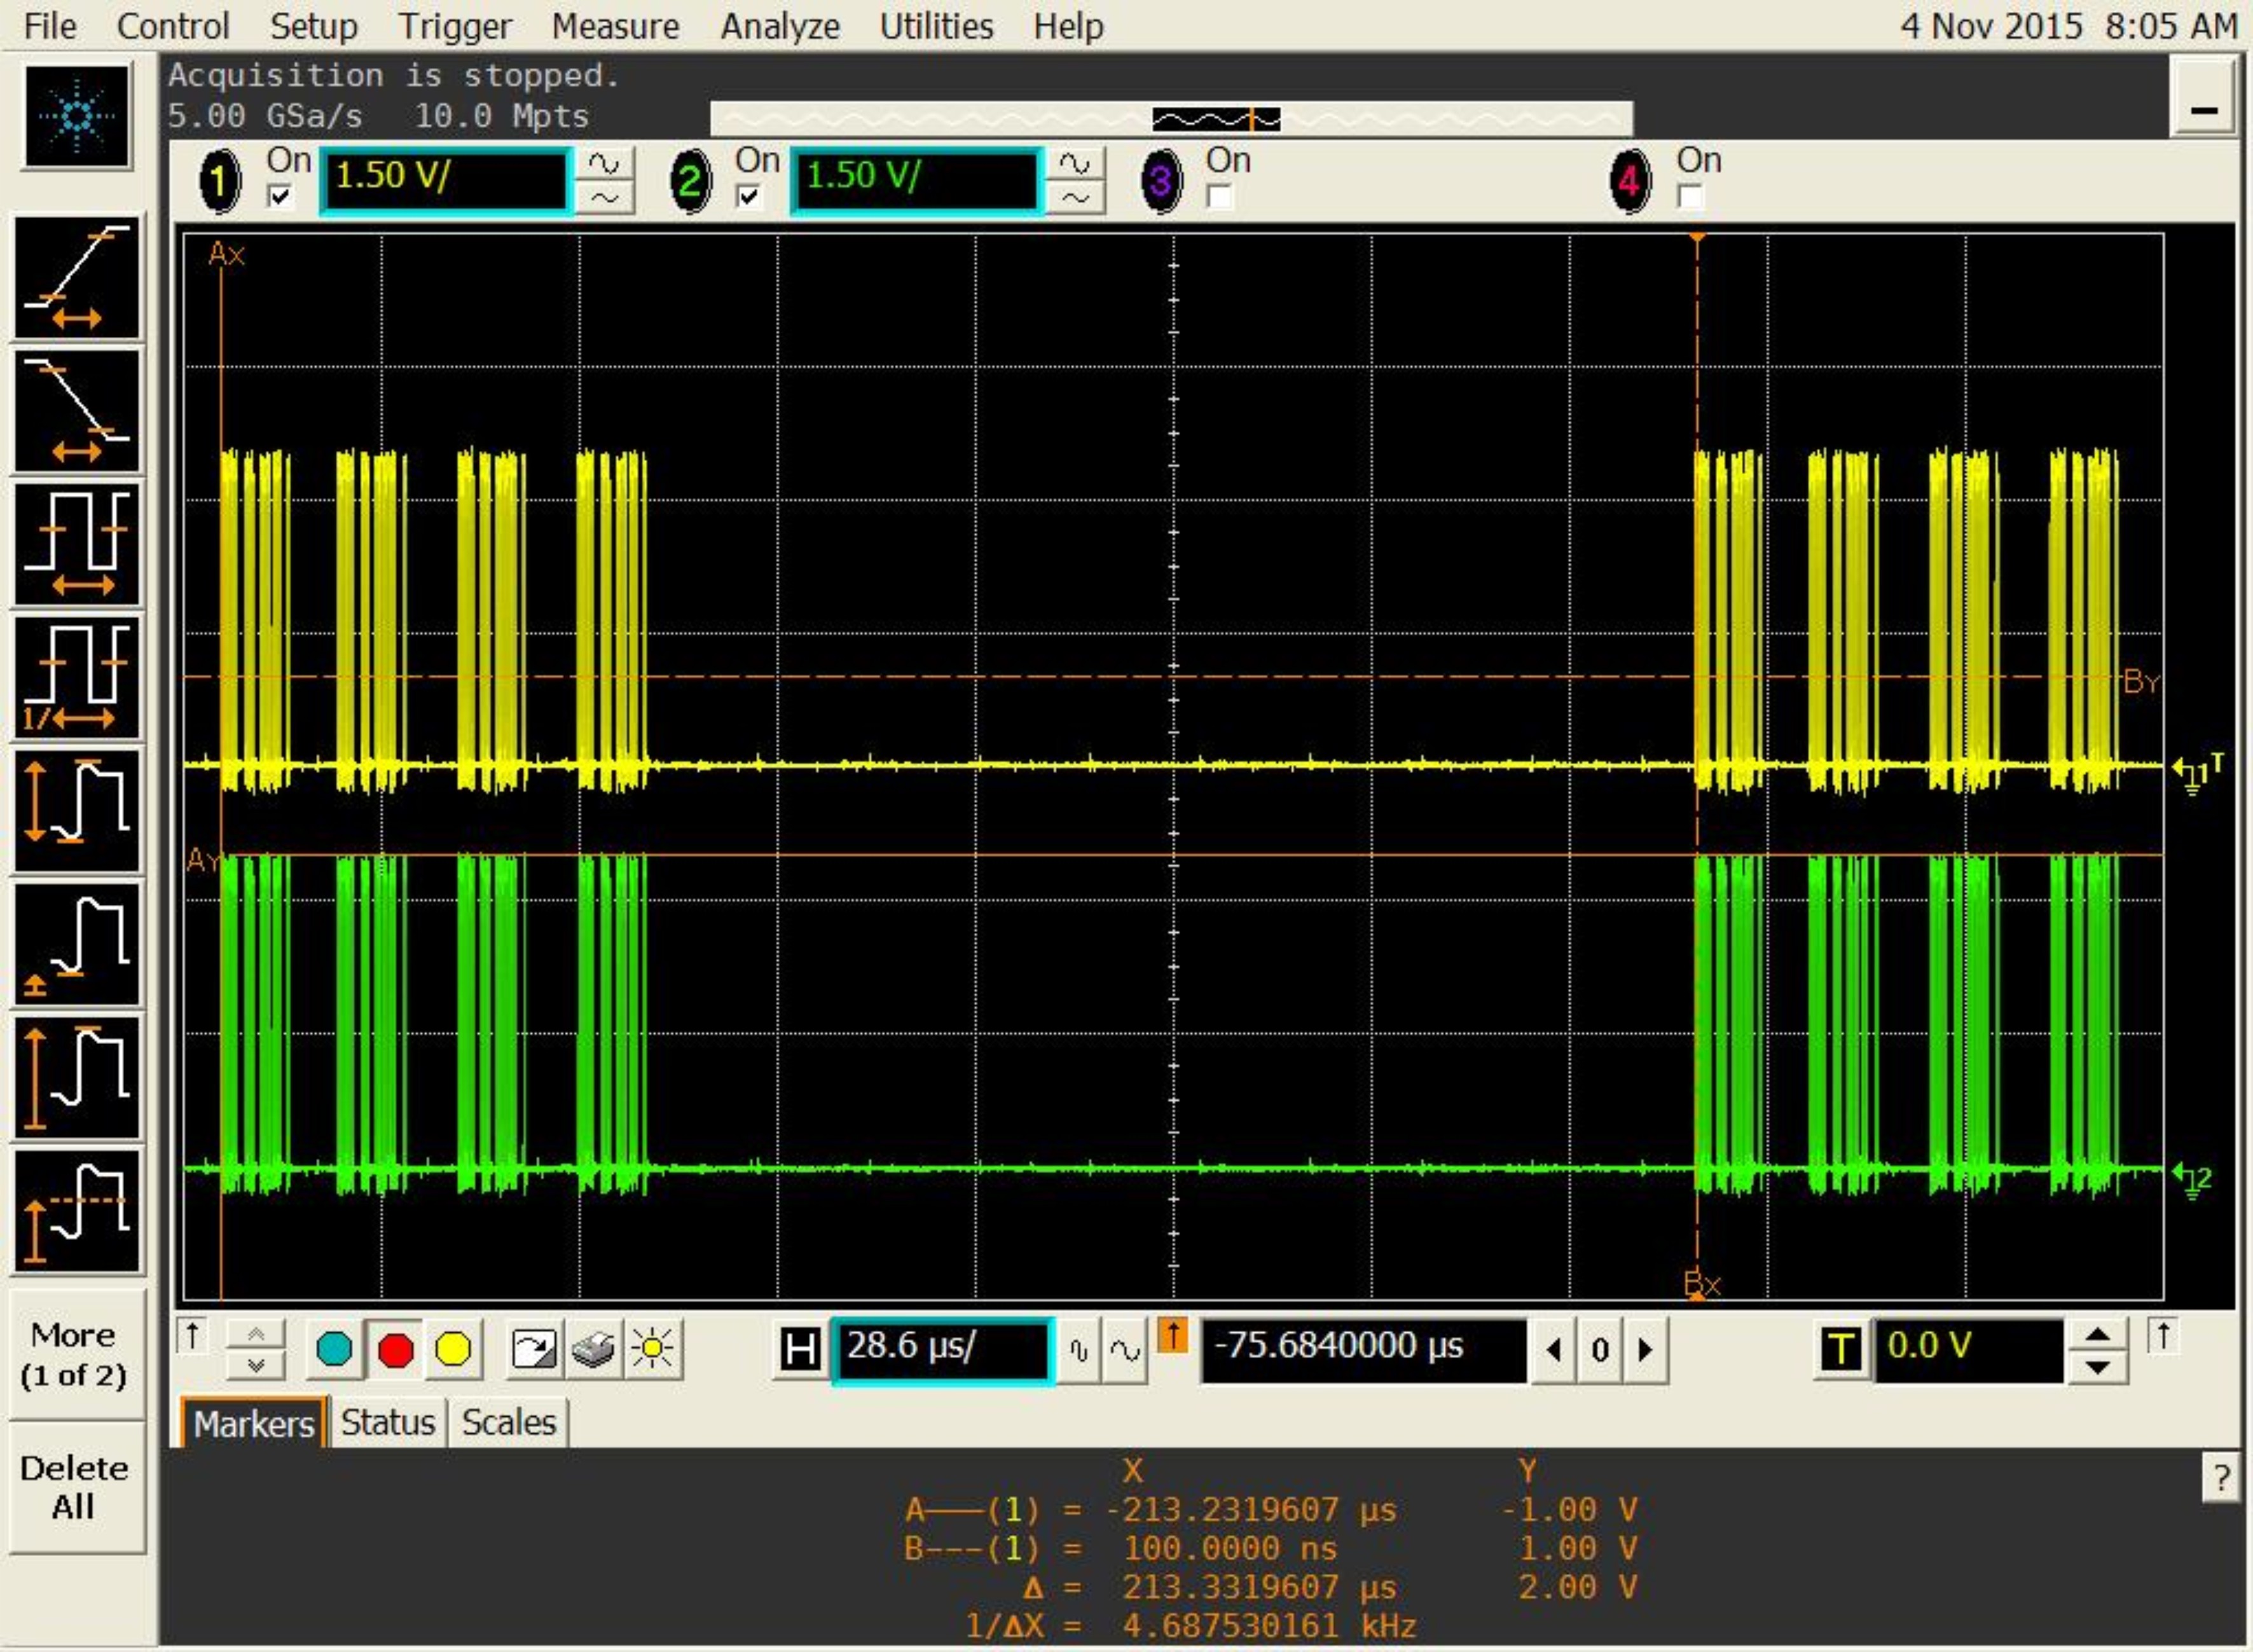 File Control Setup Trigger Measure Analyze Utilities Help 4 Nov 2015 8:05 AM
Acquisition is stopped.
5.00 GSa/s 10.0 Mpts
1 On 1.50 V/ 2 On 1.50 V/ 3 On 4 On
Ax
By
1T
Ay
2
Bx
1/
More
(1 of 2)
H 28.6 µs/ -75.6840000 µs 0 T 0.0 V
Markers Status Scales
Delete
All
X Y
?
A——(1) = -213.2319607 µs -1.00 V
B---(1) = 100.0000 ns 1.00 V
Δ = 213.3319607 µs 2.00 V
1/ΔX = 4.687530161 kHz